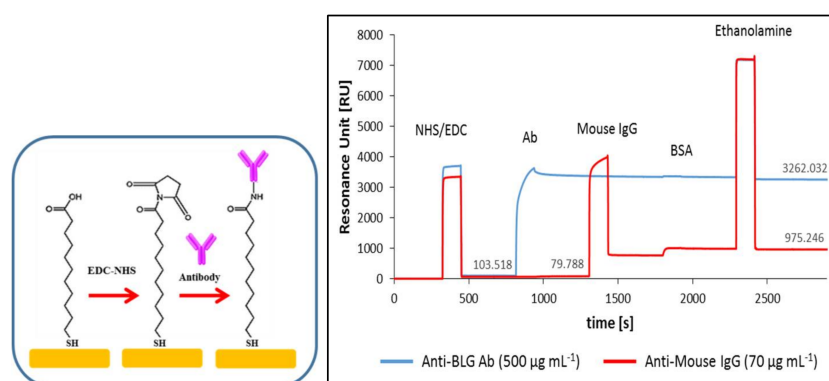 OH
O
EDC-NHS
SH
O
N
O
O
Antibody
SH
O
NH
SH
Resonance Unit [RU]
8000
7000
6000
5000
4000
3000
2000
1000
0
NHS/EDC
Ab
Mouse IgG
BSA
Ethanolamine
103.518
79.788
3262.032
975.246
0 500 1000 1500 2000 2500
time [s]
Anti-BLG Ab (500 µg mL⁻¹) Anti-Mouse IgG (70 µg mL⁻¹)